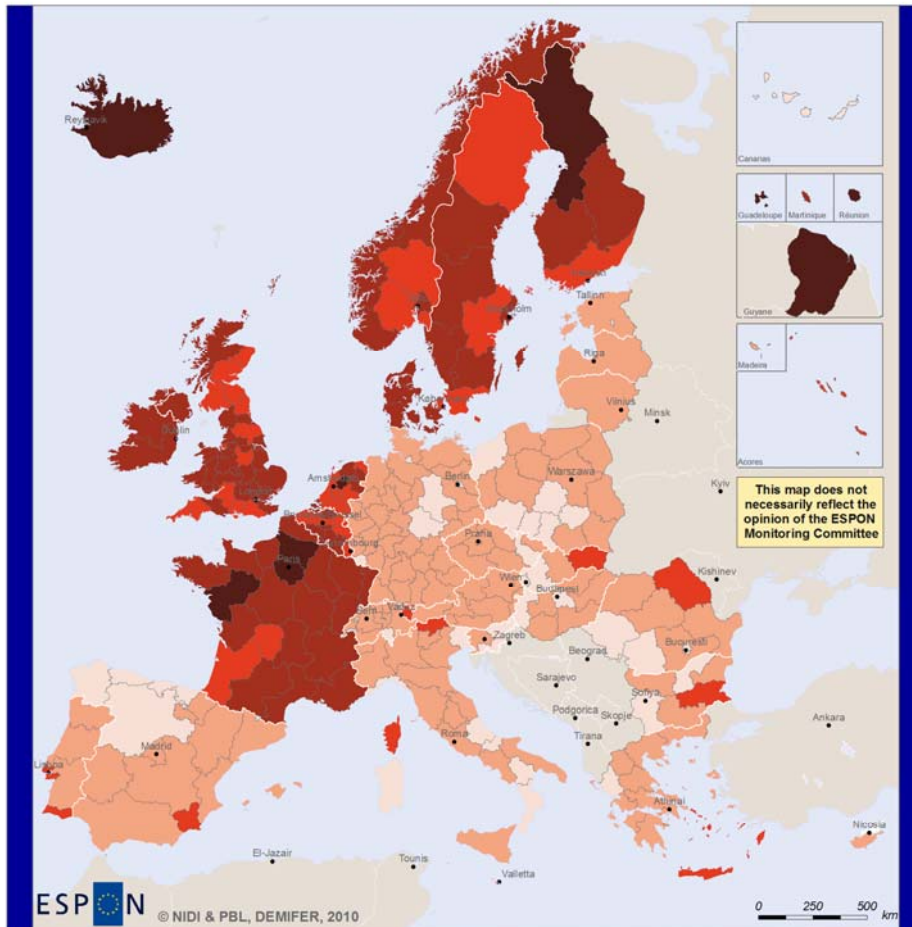 Reykjavik
Canarias
Guadeloupe
Martinique
Réunion
Guyane
Tallinn
Madeira
Riga
Vilnius
Minsk
Acores
Dublin
Berlin
Warszawa
Kyiv
This map does not
necessarily reflect the
opinion of the ESPON
Monitoring Committee
Praha
Paris
Kishinev
Wien
Budapest
Bern
Vaduz
Zagreb
Bucuresti
Beograd
Sarajevo
Sofiya
Podgorica
Skopje
Madrid
Roma
Tirana
Ankara
Lisboa
Athinai
Nicosia
El-Jazair
Tounis
Valletta
ESPON
© NIDI & PBL, DEMIFER, 2010
0 250 500
km